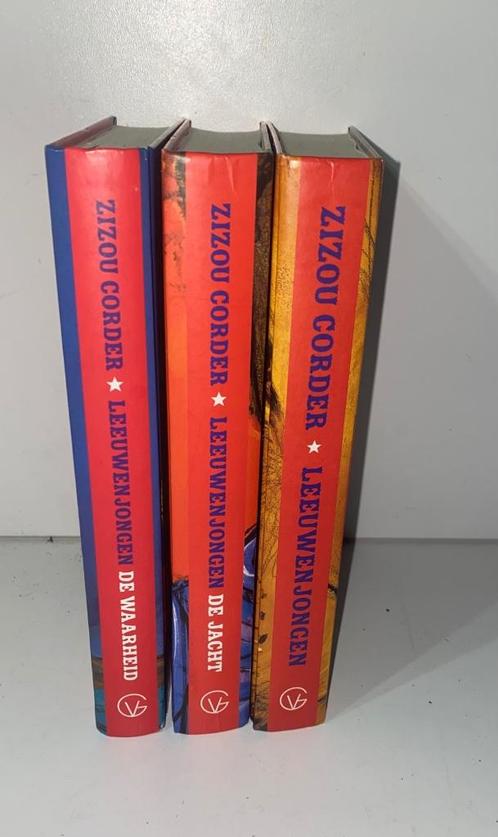 ZIZOU CORDER ★ LEEUWENJONGEN DE WAARHEID
ZIZOU CORDER ★ LEEUWENJONGEN DE JACHT
ZIZOU CORDER ★ LEEUWENJONGEN